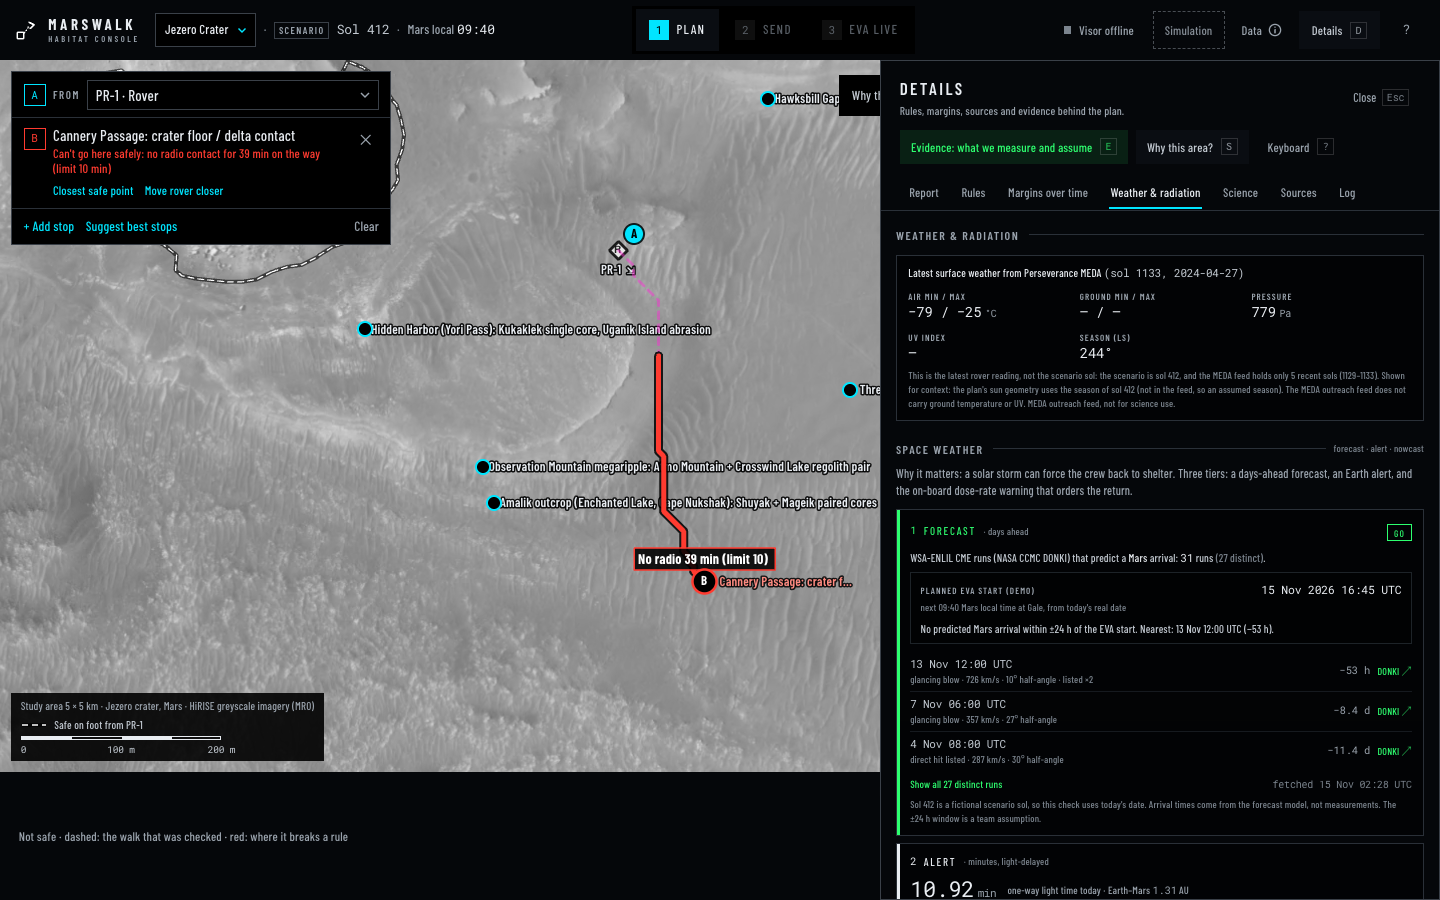 MARSWALK
HABITAT CONSOLE
Jezero Crater
· SCENARIO Sol 412 · Mars local 09:40
1 PLAN
2 SEND
3 EVA LIVE
Visor offline
Simulation
Data
Details D
?
A FROM PR-1 · Rover
B Cannery Passage: crater floor / delta contact
Can't go here safely: no radio contact for 39 min on the way
(limit 10 min)
Closest safe point Move rover closer
+ Add stop Suggest best stops Clear
Hawksbill Gap
Why th
A
R
PR-1
Hidden Harbor (Yori Pass): Kukaklek single core, Uganik Island abrasion
Thre
Observation Mountain megaripple: A mo Mountain + Crosswind Lake regolith pair
Amalik outcrop (Enchanted Lake, ape Nukshak): Shuyak + Mageik paired cores
No radio 39 min (limit 10)
B Cannery Passage: crater f...
Study area 5 × 5 km · Jezero crater, Mars · HiRISE greyscale imagery (MRO)
Safe on foot from PR-1
0 100 m 200 m
Not safe · dashed: the walk that was checked · red: where it breaks a rule
DETAILS
Rules, margins, sources and evidence behind the plan.
Close Esc
Evidence: what we measure and assume E
Why this area? S
Keyboard ?
Report Rules Margins over time Weather & radiation Science Sources Log
WEATHER & RADIATION
Latest surface weather from Perseverance MEDA (sol 1133, 2024-04-27)
AIR MIN / MAX GROUND MIN / MAX PRESSURE
−79 / −25 °C — / — 779 Pa
UV INDEX SEASON (LS)
— 244°
This is the latest rover reading, not the scenario sol: the scenario is sol 412, and the MEDA feed holds only 5 recent sols (1129–1133). Shown
for context: the plan's sun geometry uses the season of sol 412 (not in the feed, so an assumed season). The MEDA outreach feed does not
carry ground temperature or UV. MEDA outreach feed, not for science use.
SPACE WEATHER forecast · alert · nowcast
Why it matters: a solar storm can force the crew back to shelter. Three tiers: a days-ahead forecast, an Earth alert, and
the on-board dose-rate warning that orders the return.
1 FORECAST · days ahead GO
WSA-ENLIL CME runs (NASA CCMC DONKI) that predict a Mars arrival: 31 runs (27 distinct).
PLANNED EVA START (DEMO) 15 Nov 2026 16:45 UTC
next 09:40 Mars local time at Gale, from today's real date
No predicted Mars arrival within ±24 h of the EVA start. Nearest: 13 Nov 12:00 UTC (−53 h).
13 Nov 12:00 UTC −53 h DONKI ↗
glancing blow · 726 km/s · 10° half-angle · listed ×2
7 Nov 06:00 UTC −8.4 d DONKI ↗
glancing blow · 357 km/s · 27° half-angle
4 Nov 08:00 UTC −11.4 d DONKI ↗
direct hit listed · 287 km/s · 30° half-angle
Show all 27 distinct runs fetched 15 Nov 02:28 UTC
Sol 412 is a fictional scenario sol, so this check uses today's date. Arrival times come from the forecast model, not measurements. The
±24 h window is a team assumption.
2 ALERT · minutes, light-delayed
10.92 min one-way light time today · Earth–Mars 1.31 AU